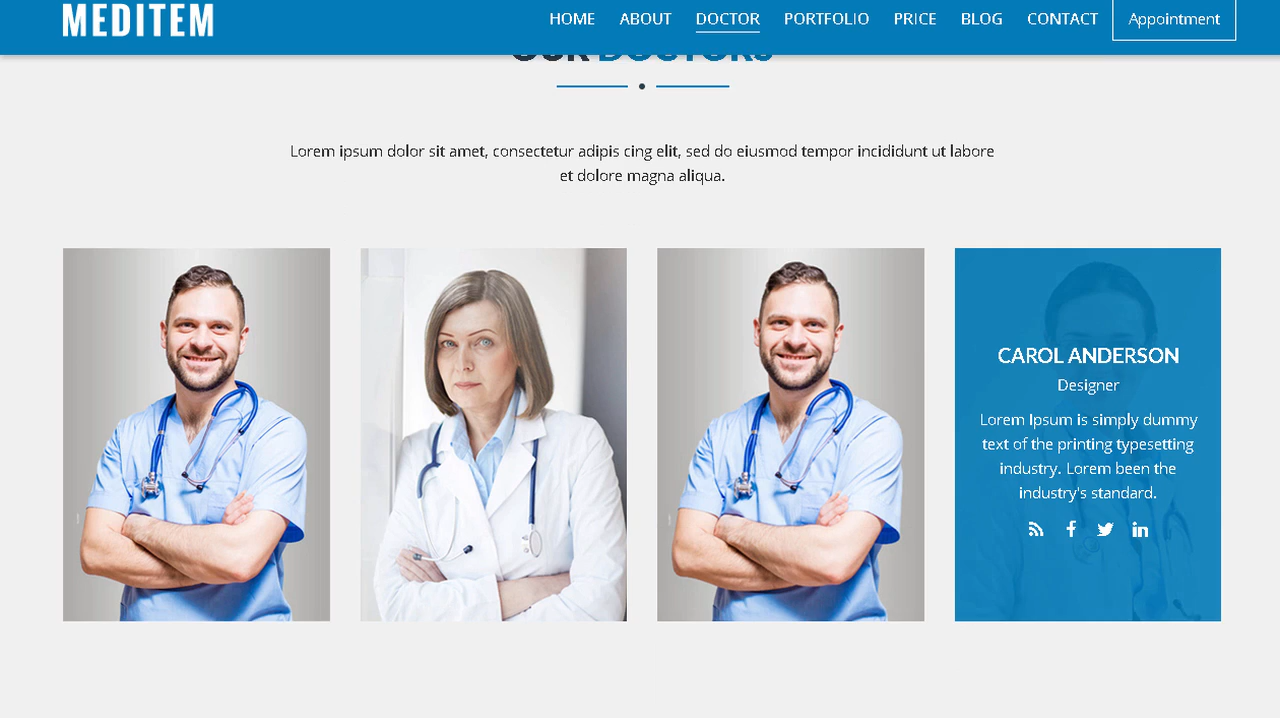 MEDITEM
HOME ABOUT DOCTOR PORTFOLIO PRICE BLOG CONTACT Appointment
OUR DOCTORS
Lorem ipsum dolor sit amet, consectetur adipis cing elit, sed do eiusmod tempor incididunt ut labore
et dolore magna aliqua.
CAROL ANDERSON
Designer
Lorem Ipsum is simply dummy
text of the printing typesetting
industry. Lorem been the
industry's standard.